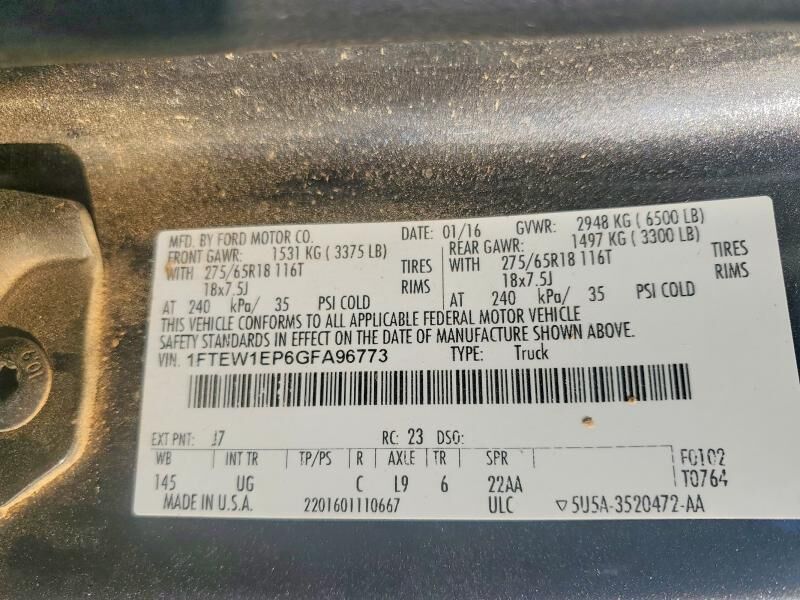 MFD. BY FORD MOTOR CO. DATE: 01/16 GVWR: 2948 KG ( 6500 LB)
FRONT GAWR: 1531 KG ( 3375 LB) REAR GAWR: 1497 KG ( 3300 LB)
WITH 275/65R18 116T TIRES WITH 275/65R18 116T TIRES
18x7.5J RIMS 18x7.5J RIMS
AT 240 kPa/ 35 PSI COLD AT 240 kPa/ 35 PSI COLD
THIS VEHICLE CONFORMS TO ALL APPLICABLE FEDERAL MOTOR VEHICLE
SAFETY STANDARDS IN EFFECT ON THE DATE OF MANUFACTURE SHOWN ABOVE.
VIN: 1FTEW1EP6GFA96773 TYPE: Truck
EXT PNT: J7 RC: 23 DSO:
WB INT TR TP/PS R AXLE TR SPR F0102
145 UG C L9 6 22AA T0764
MADE IN U.S.A. 2201601110667 ULC ▽5U5A-3520472-AA
109